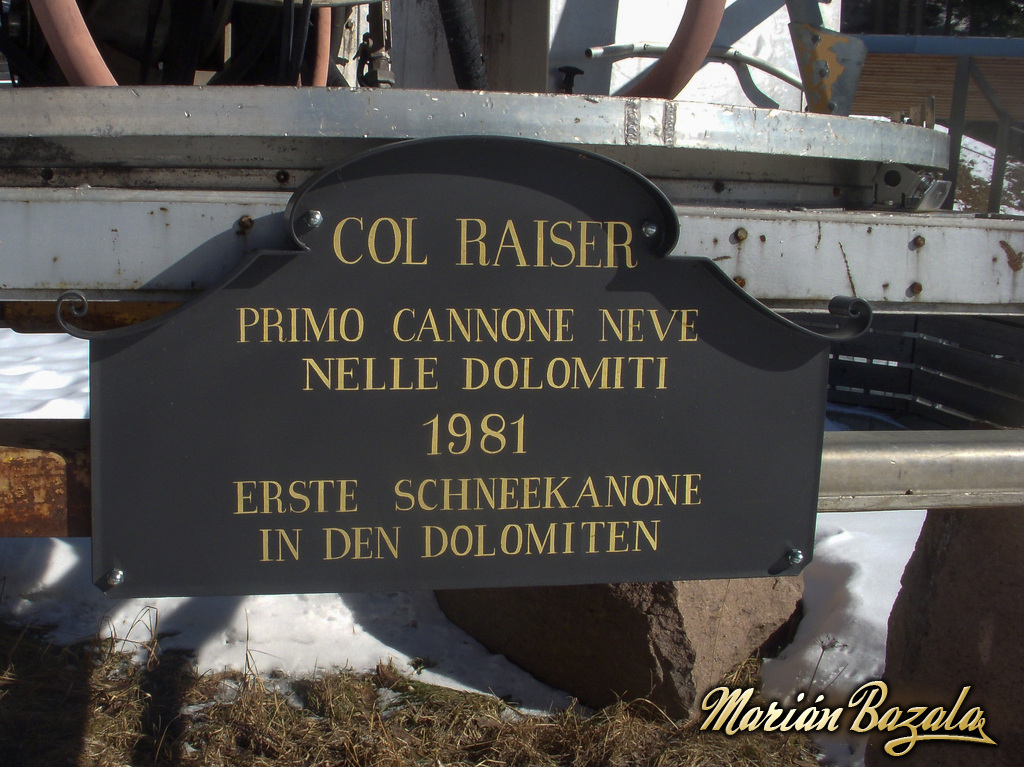 COL RAISER
PRIMO CANNONE NEVE
NELLE DOLOMITI
1981
ERSTE SCHNEEKANONE
IN DEN DOLOMITEN
Marián Bazala